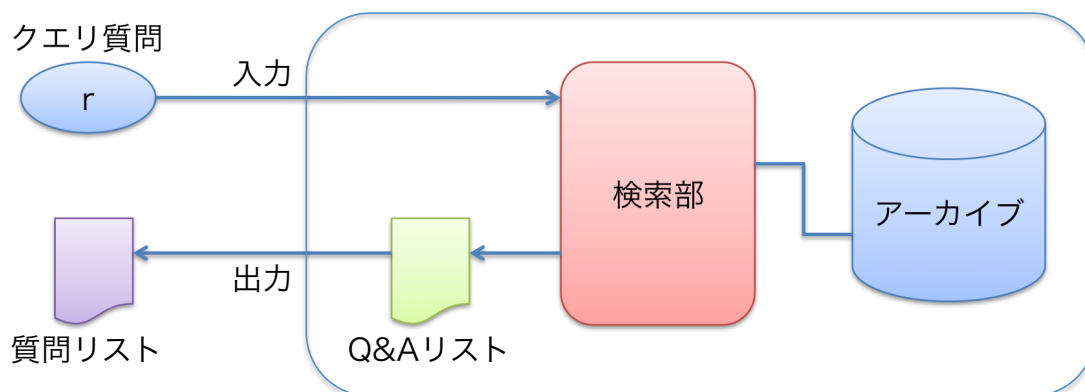 クエリ質問
r
入力
検索部
アーカイブ
出力
質問リスト
Q&Aリスト